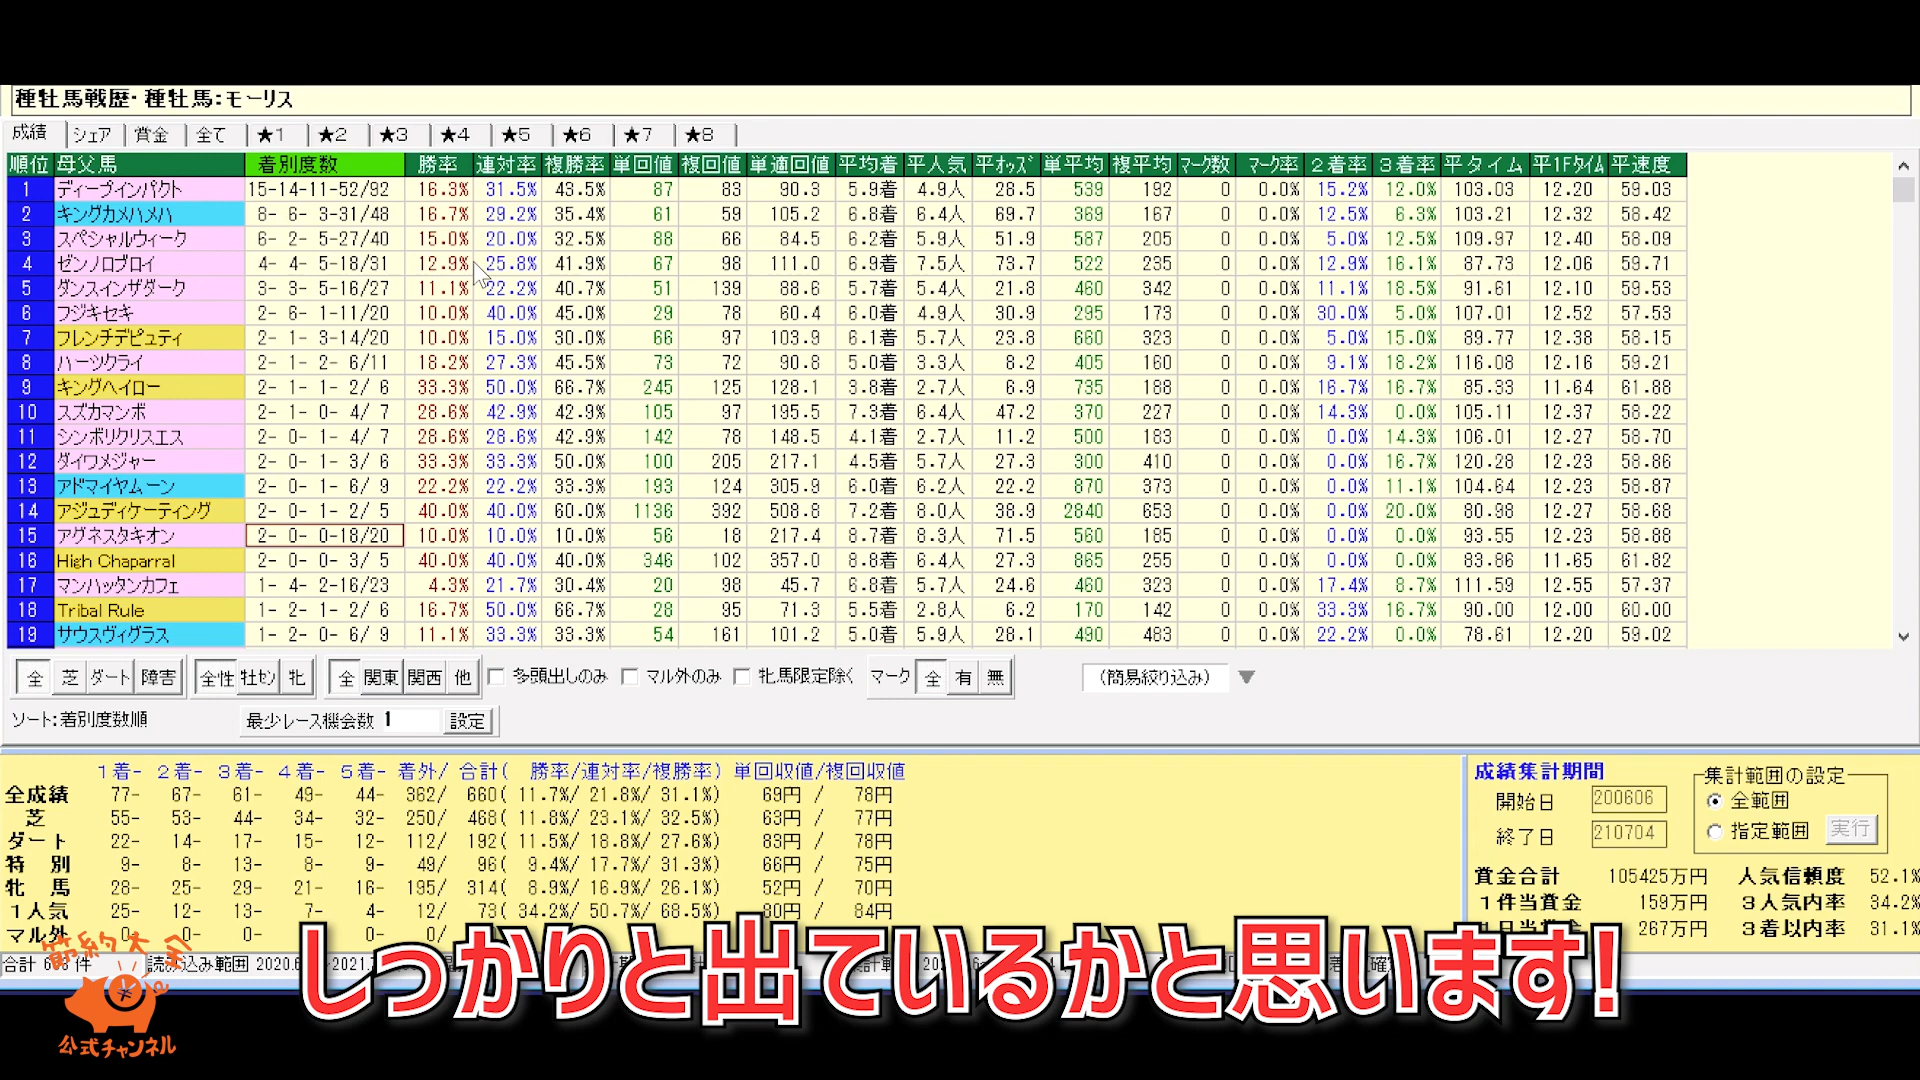 種牡馬戦歴・種牡馬：モーリス
成績 シェア 賞金 全て ★1 ★2 ★3 ★4 ★5 ★6 ★7 ★8
順位 母父馬 着別度数 勝率 連対率 複勝率 単回値 複回値 単適回値 平均着 平人気 平オッズ 単平均 複平均 マーク数 マーク率 2着率 3着率 平タイム 平1Fタイム 平速度
1 ディープインパクト 15-14-11-52/92 16.3% 31.5% 43.5% 87 83 90.3 5.9着 4.9人 28.5 539 192 0 0.0% 15.2% 12.0% 103.03 12.20 59.03
2 キングカメハメハ 8- 6- 3-31/48 16.7% 29.2% 35.4% 61 59 105.2 6.8着 6.4人 69.7 369 167 0 0.0% 12.5% 6.3% 103.21 12.32 58.42
3 スペシャルウィーク 6- 2- 5-27/40 15.0% 20.0% 32.5% 88 66 84.5 6.2着 5.9人 51.9 587 205 0 0.0% 5.0% 12.5% 109.97 12.40 58.09
4 ゼンノロブロイ 4- 4- 5-18/31 12.9% 25.8% 41.9% 67 98 111.0 6.9着 7.5人 73.7 522 235 0 0.0% 12.9% 16.1% 87.73 12.06 59.71
5 ダンスインザダーク 3- 3- 5-16/27 11.1% 22.2% 40.7% 51 139 88.6 5.7着 5.4人 21.8 460 342 0 0.0% 11.1% 18.5% 91.61 12.10 59.53
6 フジキセキ 2- 6- 1-11/20 10.0% 40.0% 45.0% 29 78 60.4 6.0着 4.9人 30.9 295 173 0 0.0% 30.0% 5.0% 107.01 12.52 57.53
7 フレンチデピュティ 2- 1- 3-14/20 10.0% 15.0% 30.0% 66 97 103.9 6.1着 5.7人 23.8 660 323 0 0.0% 5.0% 15.0% 89.77 12.38 58.15
8 ハーツクライ 2- 1- 2- 6/11 18.2% 27.3% 45.5% 73 72 90.8 5.0着 3.3人 8.2 405 160 0 0.0% 9.1% 18.2% 116.08 12.16 59.21
9 キングヘイロー 2- 1- 1- 2/ 6 33.3% 50.0% 66.7% 245 125 128.1 3.8着 2.7人 6.9 735 188 0 0.0% 16.7% 16.7% 85.33 11.64 61.88
10 スズカマンボ 2- 1- 0- 4/ 7 28.6% 42.9% 42.9% 105 97 195.5 7.3着 6.4人 47.2 370 227 0 0.0% 14.3% 0.0% 105.11 12.37 58.22
11 シンボリクリスエス 2- 0- 1- 4/ 7 28.6% 28.6% 42.9% 142 78 148.5 4.1着 2.7人 11.2 500 183 0 0.0% 0.0% 14.3% 106.01 12.27 58.70
12 ダイワメジャー 2- 0- 1- 3/ 6 33.3% 33.3% 50.0% 100 205 217.1 4.5着 5.7人 27.3 300 410 0 0.0% 0.0% 16.7% 120.28 12.23 58.86
13 アドマイヤムーン 2- 0- 1- 6/ 9 22.2% 22.2% 33.3% 193 124 305.9 6.0着 6.2人 22.2 870 373 0 0.0% 0.0% 11.1% 104.64 12.23 58.87
14 アジュディケーティング 2- 0- 1- 2/ 5 40.0% 40.0% 60.0% 1136 392 508.8 7.2着 8.0人 38.9 2840 653 0 0.0% 0.0% 20.0% 80.98 12.27 58.68
15 アグネスタキオン 2- 0- 0-18/20 10.0% 10.0% 10.0% 56 18 217.4 8.7着 8.3人 71.5 560 185 0 0.0% 0.0% 0.0% 93.55 12.23 58.88
16 High Chaparral 2- 0- 0- 3/ 5 40.0% 40.0% 40.0% 346 102 357.0 8.8着 6.4人 27.3 865 255 0 0.0% 0.0% 0.0% 83.86 11.65 61.82
17 マンハッタンカフェ 1- 4- 2-16/23 4.3% 21.7% 30.4% 20 98 45.7 6.8着 5.7人 24.6 460 323 0 0.0% 17.4% 8.7% 111.59 12.55 57.37
18 Tribal Rule 1- 2- 1- 2/ 6 16.7% 50.0% 66.7% 28 95 71.3 5.5着 2.8人 6.2 170 142 0 0.0% 33.3% 16.7% 90.00 12.00 60.00
19 サウスヴィグラス 1- 2- 0- 6/ 9 11.1% 33.3% 33.3% 54 161 101.2 5.0着 5.9人 28.1 490 483 0 0.0% 22.2% 0.0% 78.61 12.20 59.02
全 芝 ダート 障害 全性 牡セン 牝 全 関東 関西 他 多頭出しのみ マル外のみ 牝馬限定除く マーク 全 有 無 (簡易絞り込み)
ソート:着別度数順 最少レース機会数 1 設定
1着- 2着- 3着- 4着- 5着- 着外/ 合計( 勝率/連対率/複勝率) 単回収値/複回収値
全成績 77- 67- 61- 49- 44- 362/ 660( 11.7%/ 21.8%/ 31.1%) 69円 / 78円
芝 55- 53- 44- 34- 32- 250/ 468( 11.8%/ 23.1%/ 32.5%) 63円 / 77円
ダート 22- 14- 17- 15- 12- 112/ 192( 11.5%/ 18.8%/ 27.6%) 83円 / 78円
特別 9- 8- 13- 8- 9- 49/ 96( 9.4%/ 17.7%/ 31.3%) 66円 / 75円
牝馬 28- 25- 29- 21- 16- 195/ 314( 8.9%/ 16.9%/ 26.1%) 52円 / 70円
1人気 25- 12- 13- 7- 4- 12/ 73( 34.2%/ 50.7%/ 68.5%) 80円 / 84円
マル外 0- 0- 0- 0- 0- 0/
成績集計期間
開始日 200606
終了日 210704
集計範囲の設定
全範囲
指定範囲 実行
賞金合計 105425万円 人気信頼度 52.1%
1件当賞金 159万円 3人気内率 34.2%
1日当賞金 267万円 3着以内率 31.1%
合計 件 読み込み範囲 2020.6
しっかりと出ているかと思います!
節約大全
公式チャンネル